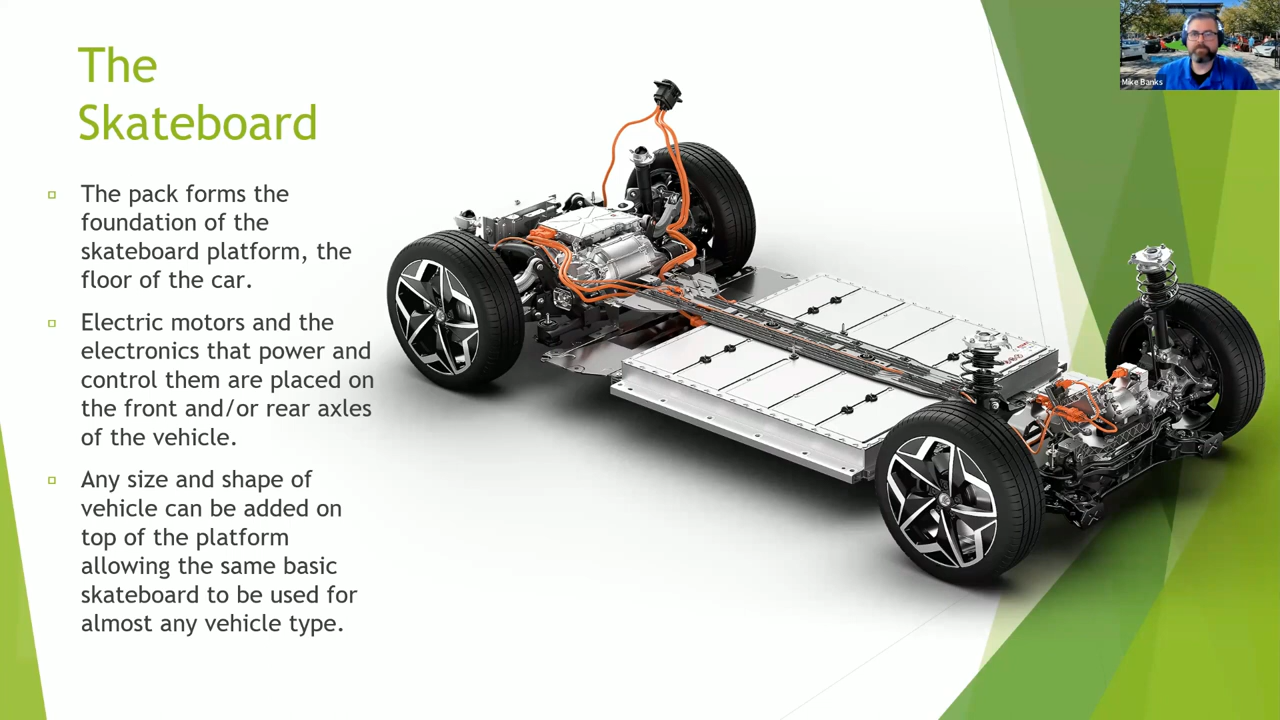 The
Skateboard
The pack forms the
foundation of the
skateboard platform, the
floor of the car.
Electric motors and the
electronics that power and
control them are placed on
the front and/or rear axles
of the vehicle.
Any size and shape of
vehicle can be added on
top of the platform
allowing the same basic
skateboard to be used for
almost any vehicle type.
Mike Banks